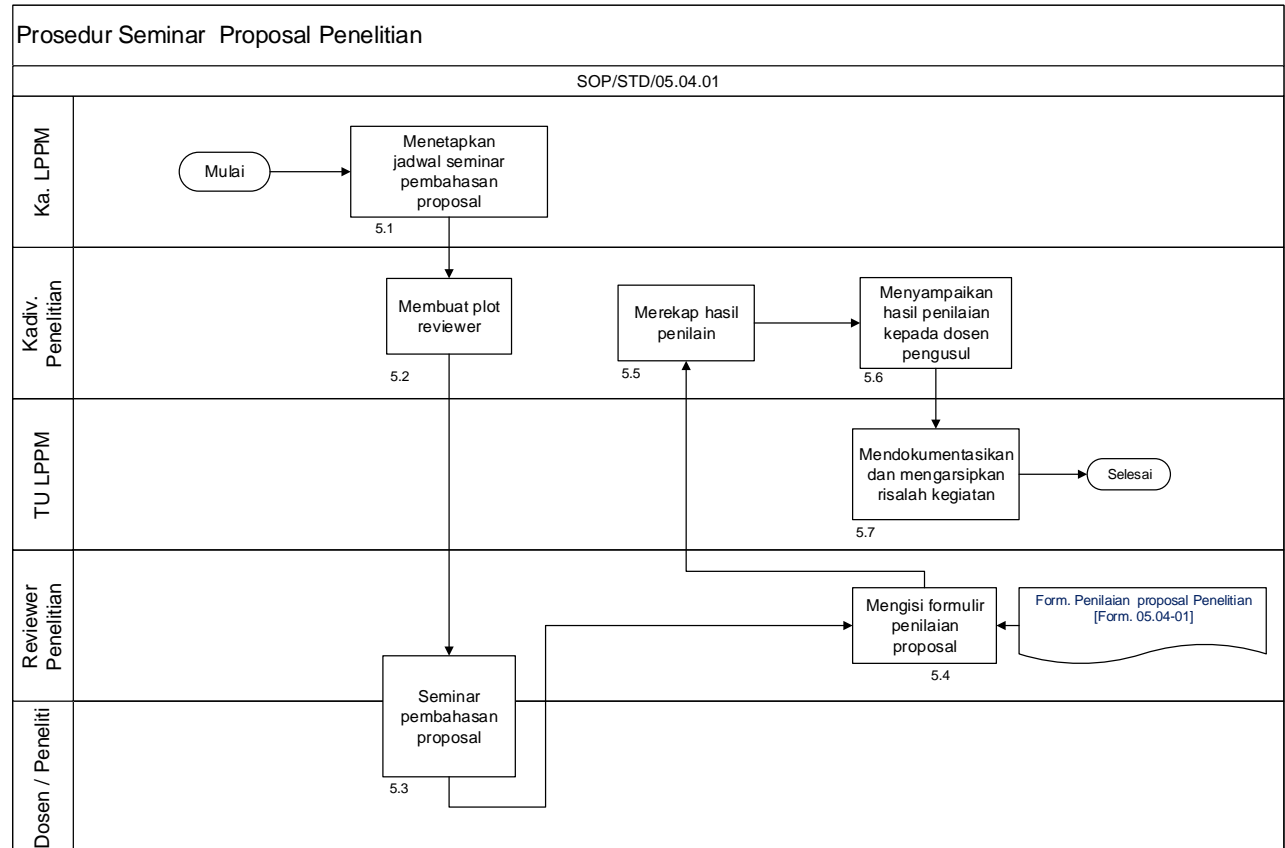 Prosedur Seminar Proposal Penelitian
SOP/STD/05.04.01
Ka. LPPM
Mulai
Menetapkan
jadwal seminar
pembahasan
proposal
5.1
Kadiv.
Penelitian
Membuat plot
reviewer
5.2
Merekap hasil
penilain
5.5
Menyampaikan
hasil penilaian
kepada dosen
pengusul
5.6
TU LPPM
Mendokumentasikan
dan mengarsipkan
risalah kegiatan
5.7
Selesai
Reviewer
Penelitian
Mengisi formulir
penilaian
proposal
5.4
Form. Penilaian proposal Penelitian
[Form. 05.04-01]
Seminar
pembahasan
proposal
5.3
Dosen / Peneliti